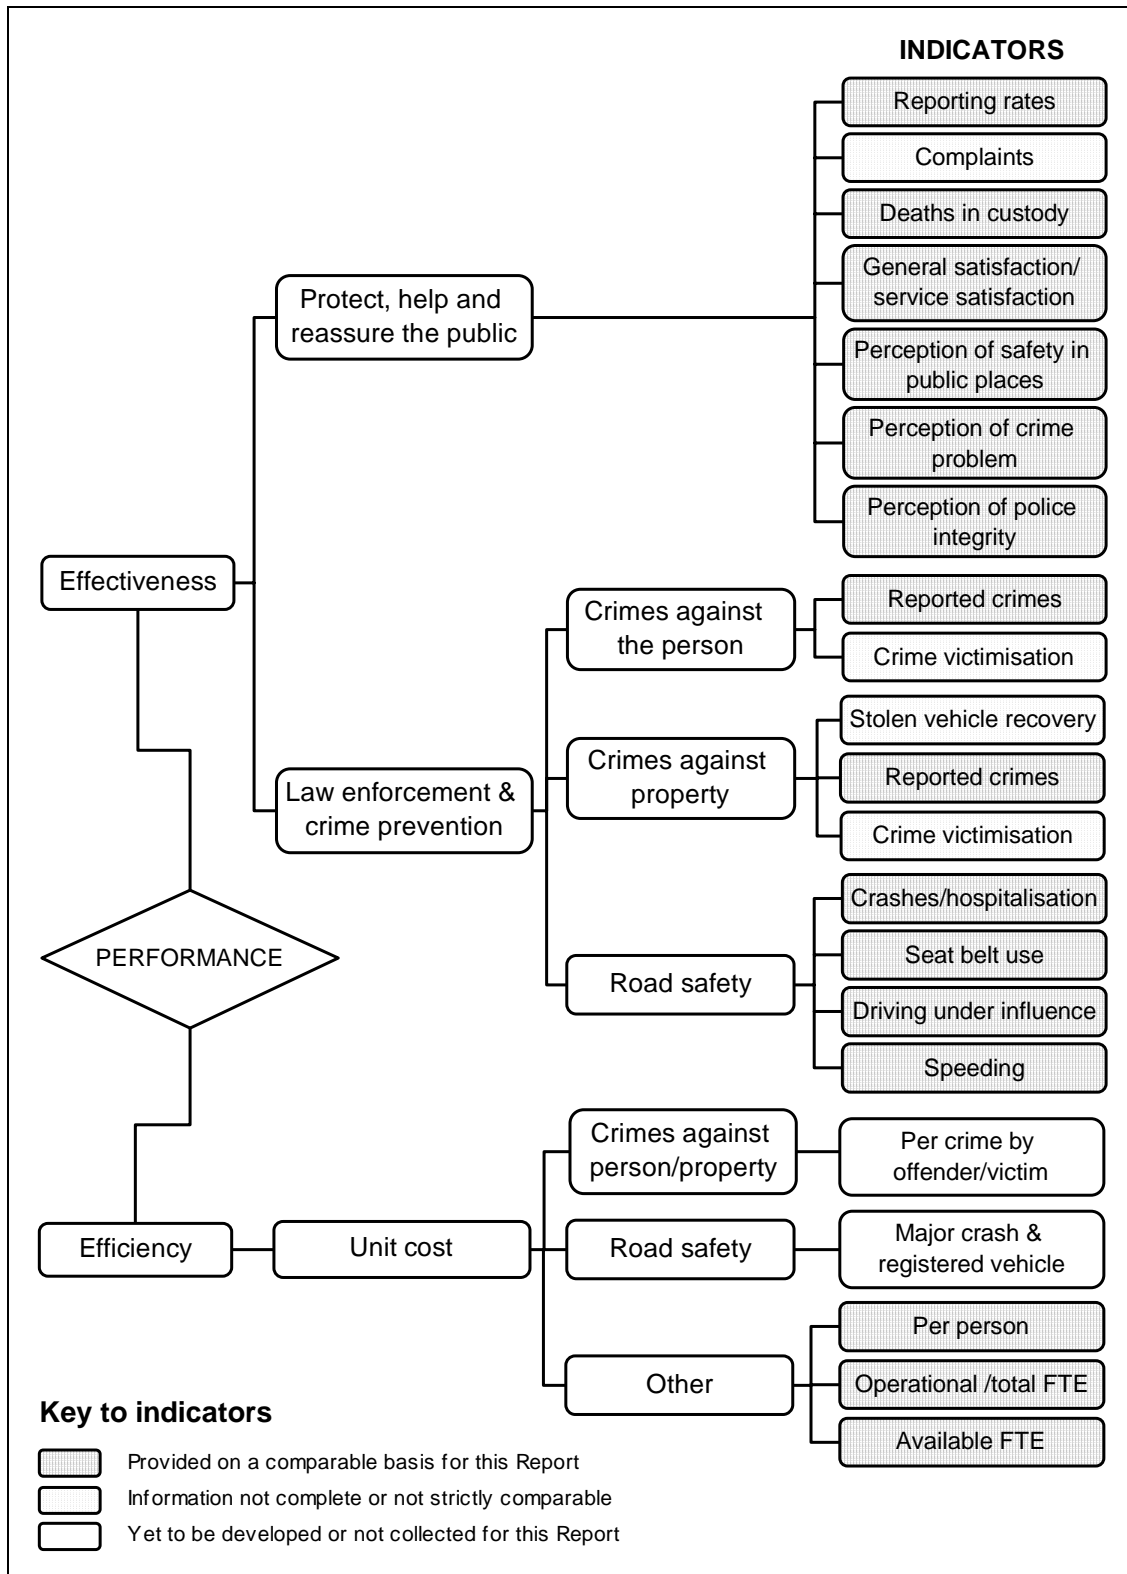 INDICATORS
Reporting rates
Complaints
Deaths in custody
General satisfaction/
service satisfaction
Protect, help and
reassure the public
Perception of safety in
public places
Perception of crime
problem
Perception of police
integrity
Effectiveness
Crimes against
the person
Reported crimes
Crime victimisation
Law enforcement &
crime prevention
Crimes against
property
Stolen vehicle recovery
Reported crimes
Crime victimisation
PERFORMANCE
Road safety
Crashes/hospitalisation
Seat belt use
Driving under influence
Speeding
Efficiency
Unit cost
Crimes against
person/property
Per crime by
offender/victim
Road safety
Major crash &
registered vehicle
Other
Per person
Operational /total FTE
Available FTE
Key to indicators
Provided on a comparable basis for this Report
Information not complete or not strictly comparable
Yet to be developed or not collected for this Report